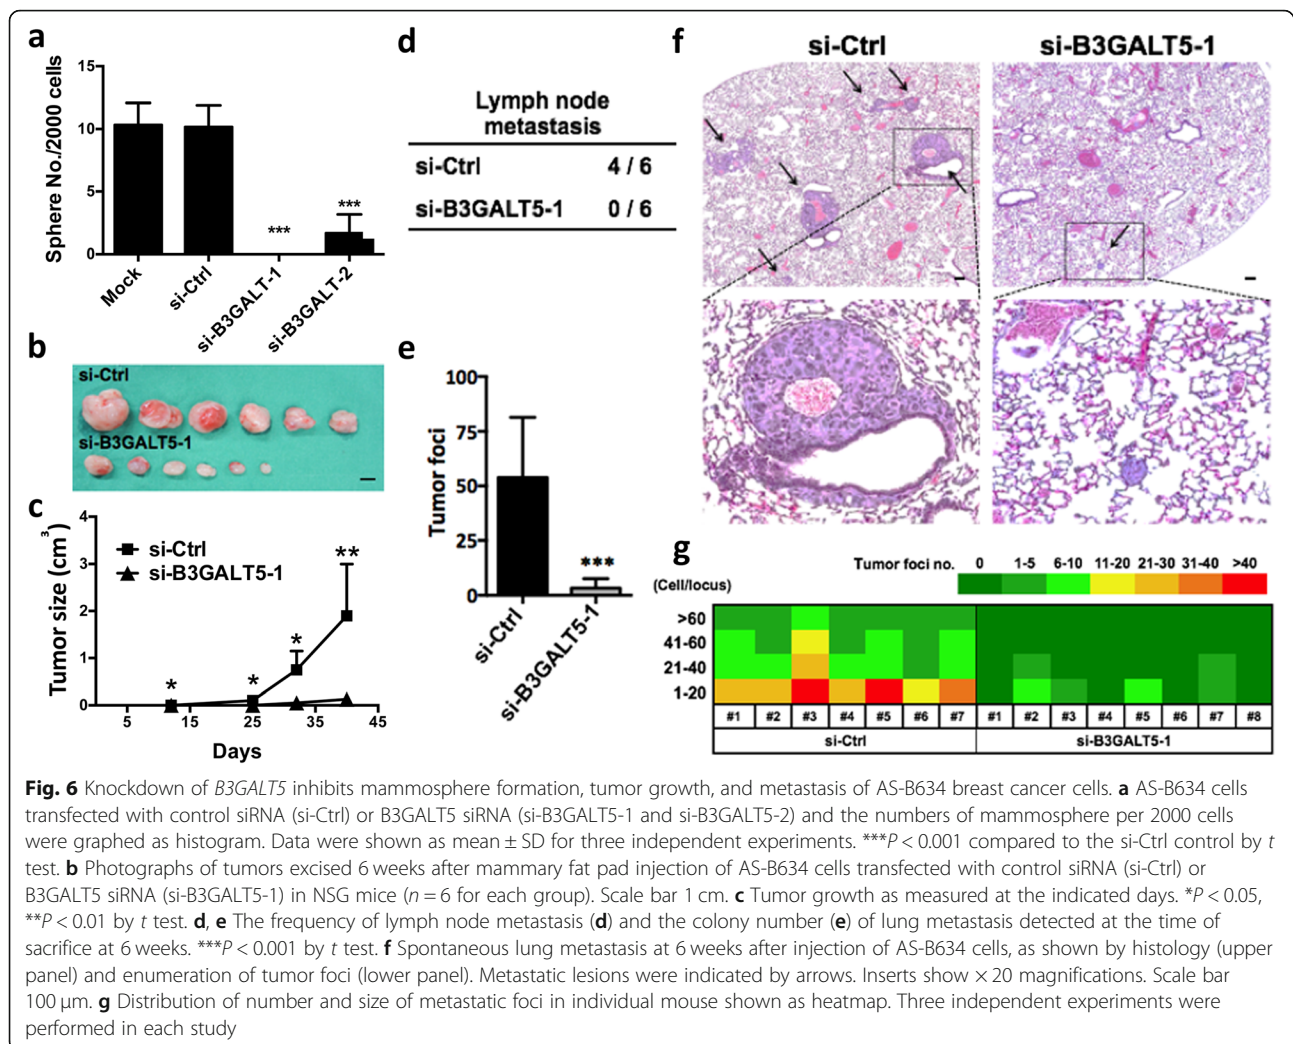 a
Sphere No./2000 cells
15
10
5
0
***
***
Mock
si-Ctrl
si-B3GALT-1
si-B3GALT-2
b
si-Ctrl
si-B3GALT5-1
c
Tumor size (cm³)
4
3
2
1
0
si-Ctrl
si-B3GALT5-1
*
*
*
**
5
15
25
35
45
Days
d
Lymph node
metastasis
si-Ctrl 4 / 6
si-B3GALT5-1 0 / 6
e
Tumor foci
100
75
50
25
0
***
si-Ctrl
si-B3GALT5-1
f
si-Ctrl
si-B3GALT5-1
g
Tumor foci no. 0 1-5 6-10 11-20 21-30 31-40 >40
(Cell/locus)
>60
41-60
21-40
1-20
#1 #2 #3 #4 #5 #6 #7 #1 #2 #3 #4 #5 #6 #7 #8
si-Ctrl si-B3GALT5-1
Fig. 6 Knockdown of B3GALT5 inhibits mammosphere formation, tumor growth, and metastasis of AS-B634 breast cancer cells. a AS-B634 cells
transfected with control siRNA (si-Ctrl) or B3GALT5 siRNA (si-B3GALT5-1 and si-B3GALT5-2) and the numbers of mammosphere per 2000 cells
were graphed as histogram. Data were shown as mean ± SD for three independent experiments. ***P < 0.001 compared to the si-Ctrl control by t
test. b Photographs of tumors excised 6 weeks after mammary fat pad injection of AS-B634 cells transfected with control siRNA (si-Ctrl) or
B3GALT5 siRNA (si-B3GALT5-1) in NSG mice (n = 6 for each group). Scale bar 1 cm. c Tumor growth as measured at the indicated days. *P < 0.05,
**P < 0.01 by t test. d, e The frequency of lymph node metastasis (d) and the colony number (e) of lung metastasis detected at the time of
sacrifice at 6 weeks. ***P < 0.001 by t test. f Spontaneous lung metastasis at 6 weeks after injection of AS-B634 cells, as shown by histology (upper
panel) and enumeration of tumor foci (lower panel). Metastatic lesions were indicated by arrows. Inserts show × 20 magnifications. Scale bar
100 μm. g Distribution of number and size of metastatic foci in individual mouse shown as heatmap. Three independent experiments were
performed in each study